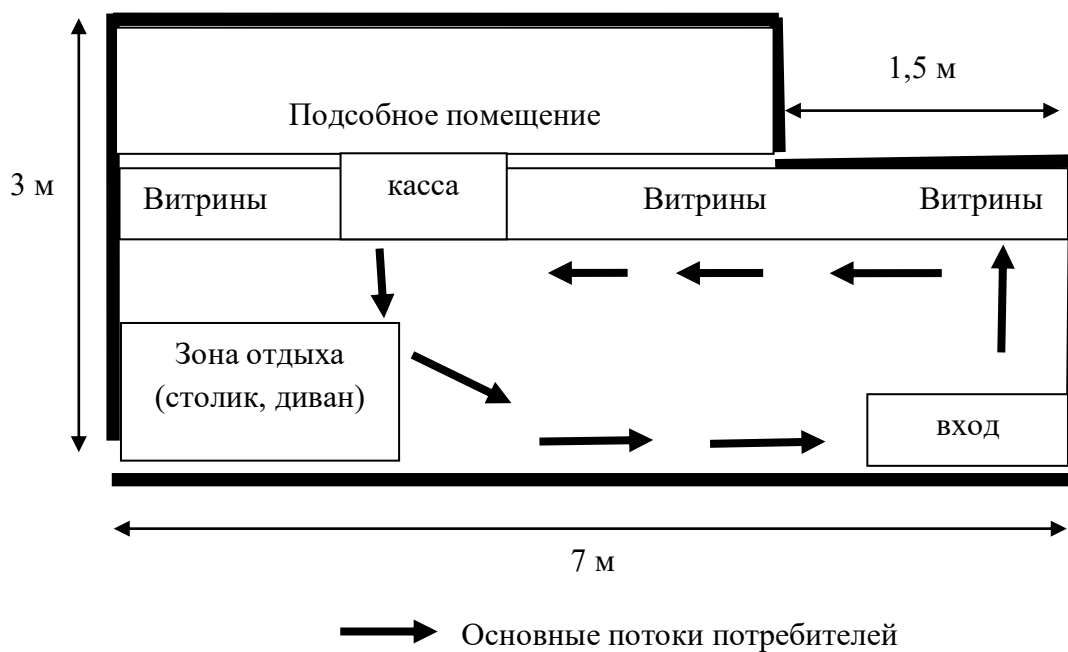 1,5 м
Подсобное помещение
3 м
Витрины
касса
Витрины
Витрины
Зона отдыха
(столик, диван)
вход
7 м
Основные потоки потребителей